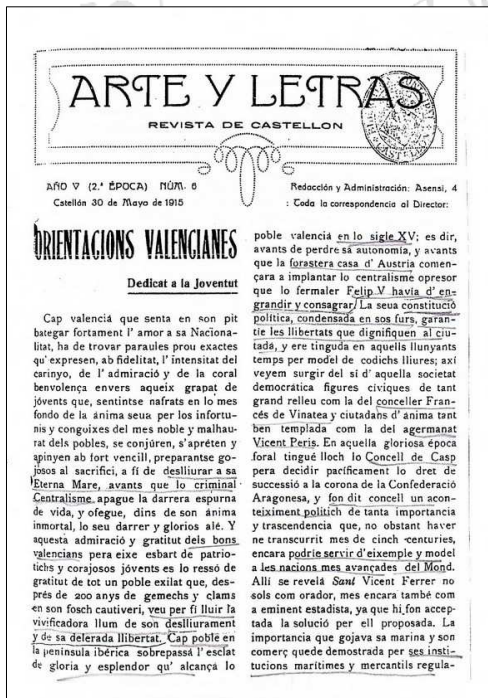 ARTE Y LETRAS
REVISTA DE CASTELLON
AÑO V (2.ª ÉPOCA) NÚM. 6
Castellón 30 de Mayo de 1915
Redacción y Administración: Asensi, 4
: Toda la correspondencia al Director:
ORIENTACIONS VALENCIANES
Dedicat a la Joventut
Cap valenciá que senta en son pit
bategar fortament l' amor a sa Naciona-
litat, ha de trovar paraules prou exactes
qu' expresen, ab fidelitat, l' intensitat del
carinyo, de l' admiració y de la coral
benvolença envers aqueix grapat de
jóvents que, sentintse nafrats en lo mes
fondo de la ánima seua per los infortu-
nis y conguixes del mes noble y malhau-
rat dels pobles, se conjúren, s'apréten y
apinyen ab fort vencill, preparantse go-
jósos al sacrifici, a fi de deslliurar a sa
Eterna Mare, avants que lo criminal
Centralisme apague la darrera espurna
de vida, y ofegue, dins de son ánima
inmortal, lo seu darrer y glorios alé. Y
aquesta admiració y gratitut dels bons
valencians pera eixe esbart de patrio-
tichs y corajosos jóvents es lo ressó de
gratitut de tot un poble exilat que, des-
prés de 200 anys de gemechs y clams
en son fosch cautiveri, veu per fi lluir la
vivificadora llum de son deslliurament
y de sa delerada llibertat. Cap poble en
la península ibérica sobrepassá l' esclat
de gloria y esplendor qu' alcançá lo
poble valenciá en lo sigle XV; es dir,
avants de perdre sa autonomía, y avants
que la forastera casa d' Austria comen-
çara a implantar lo centralisme opresor
que lo fermaler Felip V havía d' en-
grandir y consagrar/ La seua constitució
política, condensada en sos furs, garan-
tíe les llibertats que dignifiquen al ciu-
tadá, y ere tinguda en aquells llunyants
temps per model de codichs lliures; axí
veyem surgir del sí d' aquella societat
democrática figures cíviques de tant
grand relleu com la del conceller Fran-
cés de Vinatea y ciutadans d' ánima tant
ben templada com la del agermanat
Vicent Peris. En aquella gloriosa época
foral tingué lloch lo Concell de Casp
pera decidir pacíficament lo dret de
successió a la corona de la Confederació
Aragonesa, y fon dit concell un acon-
teiximent politich de tanta importancia
y trascendencia que, no obstant haver
ne transcurrit mes de cinch centuries,
encara podríe servir d'eixemple y model
a les nacions mes avançades del Mond.
Allí se revelá Sant Vicent Ferrer no
sols com orador, mes encara també com
a eminent estadista, ya que hi fon accep-
tada la solució per ell proposada. La
importancia que gojava sa marina y son
comerç quede demostrada per ses insti-
tucions marítimes y mercantils regula-